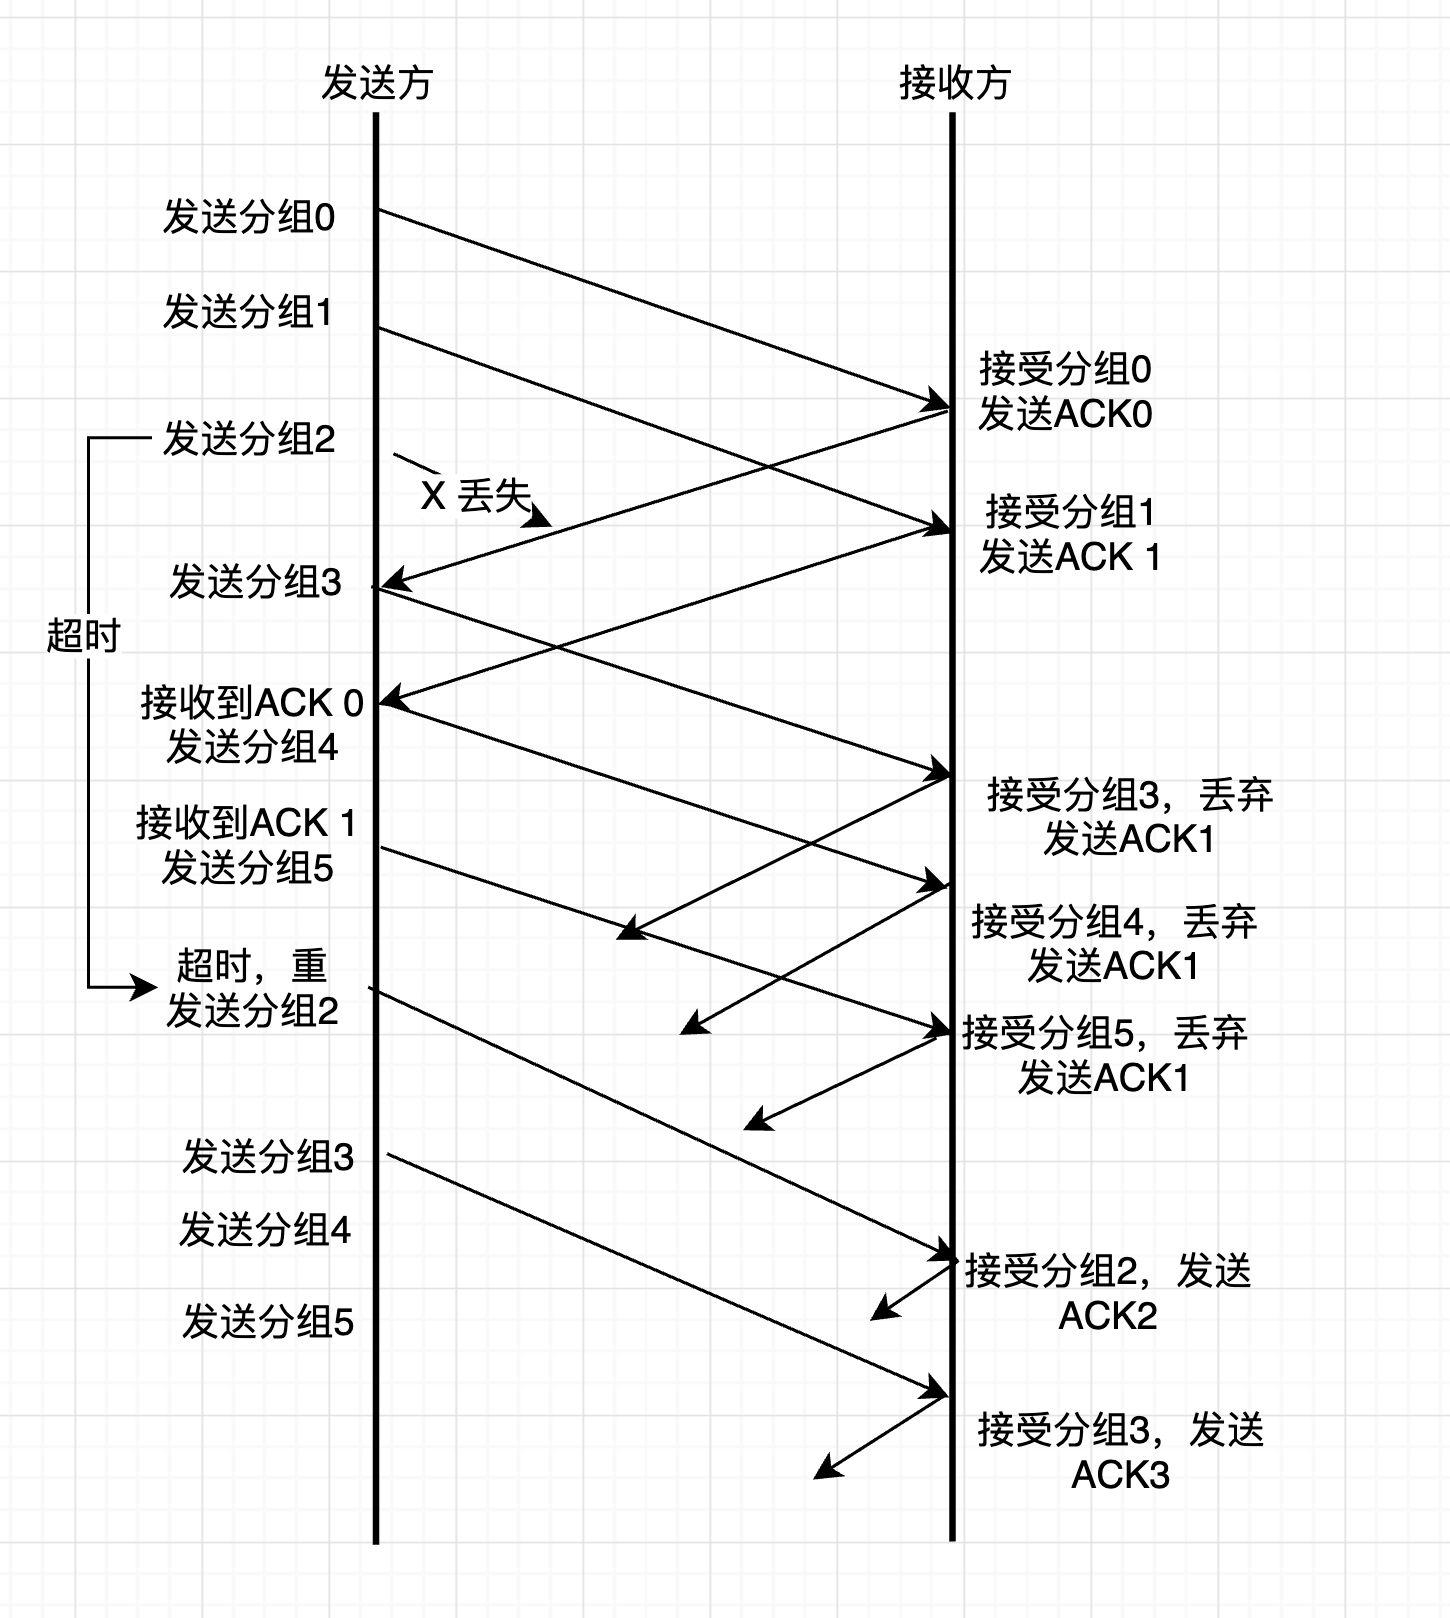 发送方
接收方
发送分组0
发送分组1
接受分组0
发送ACK0
发送分组2
X 丢失
接受分组1
发送ACK 1
发送分组3
超时
接收到ACK 0
发送分组4
接受分组3，丢弃
发送ACK1
接收到ACK 1
发送分组5
接受分组4，丢弃
发送ACK1
超时，重
发送分组2
接受分组5，丢弃
发送ACK1
发送分组3
发送分组4
接受分组2，发送
ACK2
发送分组5
接受分组3，发送
ACK3